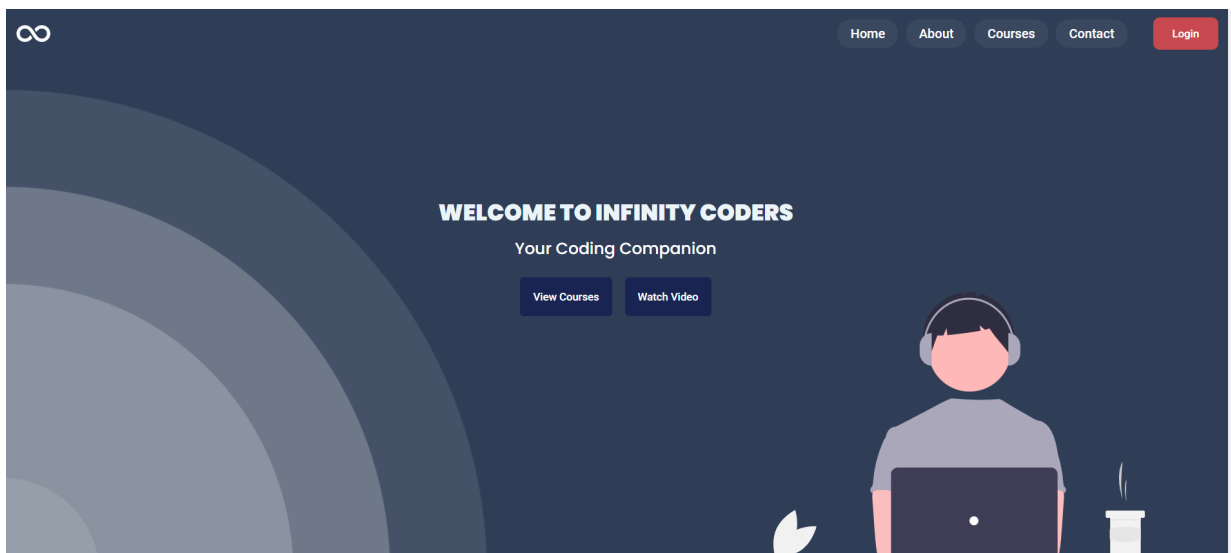 Home About Courses Contact Login
WELCOME TO INFINITY CODERS
Your Coding Companion
View Courses Watch Video